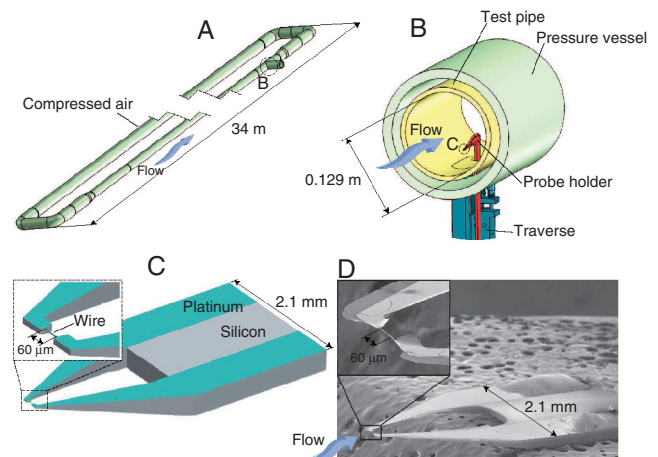 A
B
Compressed air
34 m
Flow
B
Test pipe
Pressure vessel
Flow
C
0.129 m
Probe holder
Traverse
C
Wire
60 μm
Platinum
Silicon
2.1 mm
D
60 μm
2.1 mm
Flow